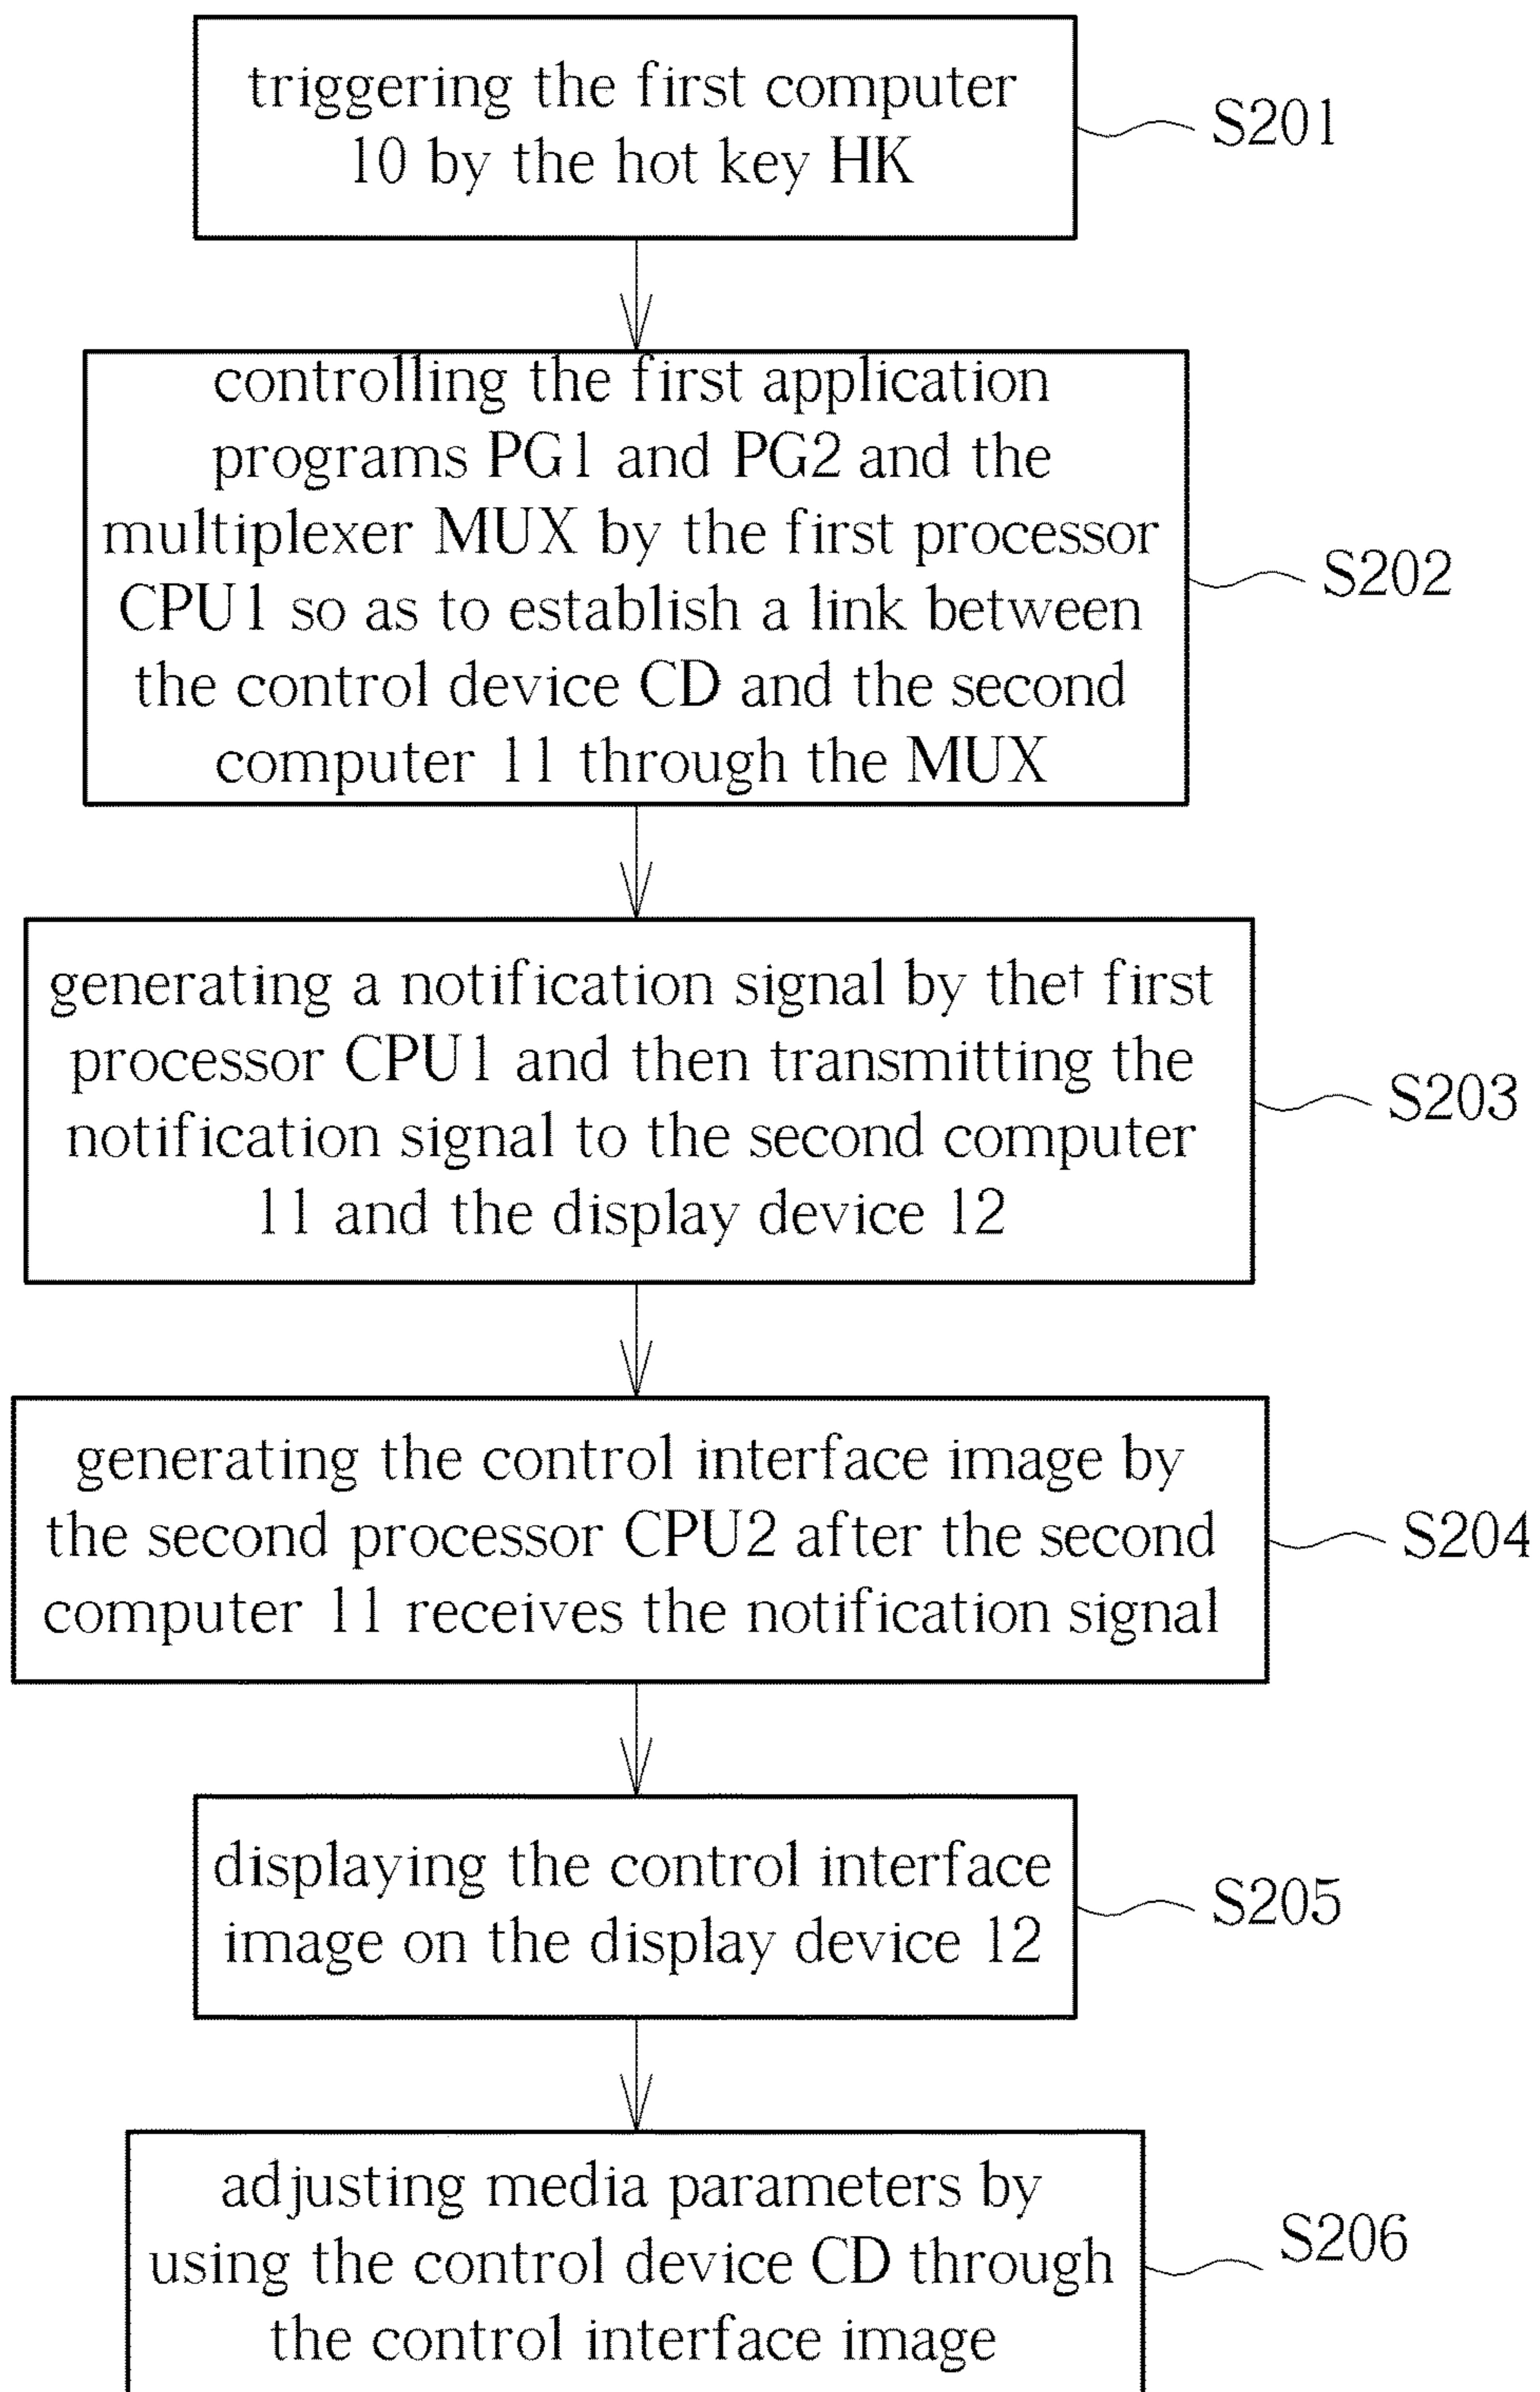 triggering the first computer
10 by the hot key HK
S201
controlling the first application
programs PG1 and PG2 and the
multiplexer MUX by the first processor
CPU1 so as to establish a link between
the control device CD and the second
computer 11 through the MUX
S202
generating a notification signal by the† first
processor CPU1 and then transmitting the
notification signal to the second computer
11 and the display device 12
S203
generating the control interface image by
the second processor CPU2 after the second
computer 11 receives the notification signal
S204
displaying the control interface
image on the display device 12
S205
adjusting media parameters by
using the control device CD through
the control interface image
S206